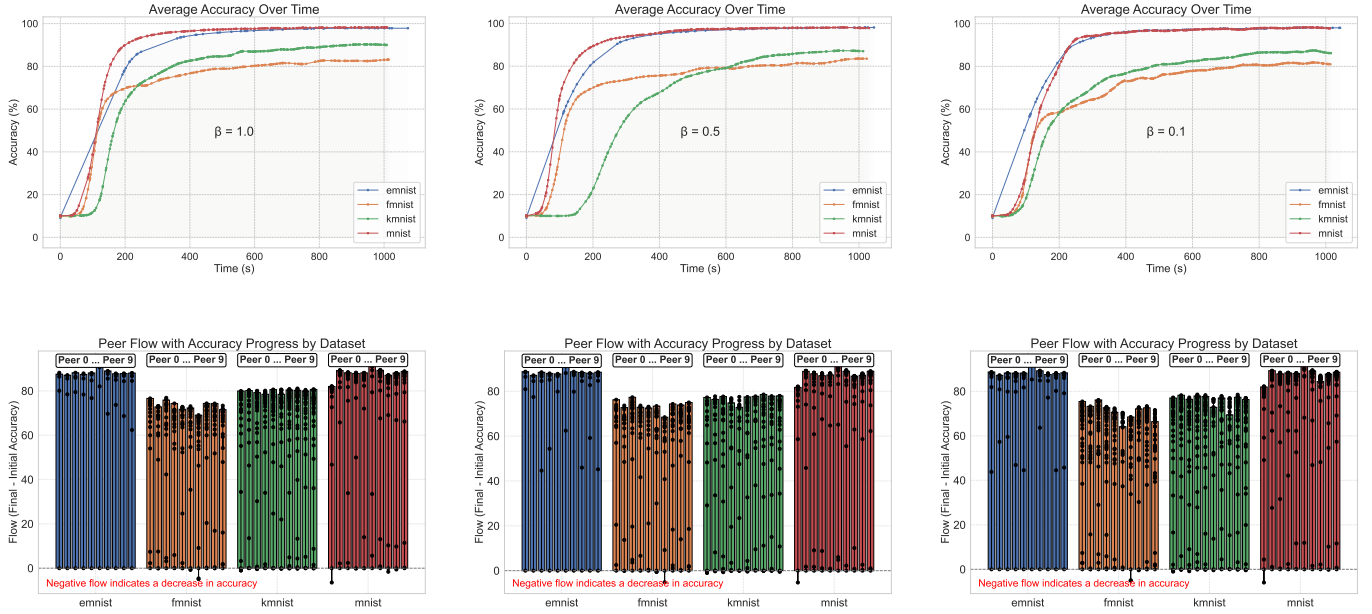 Average Accuracy Over Time
Accuracy (%)
100
80
60
40
20
0
β = 1.0
emnist
fmnist
kmnist
mnist
0 200 400 600 800 1000
Time (s)
Average Accuracy Over Time
Accuracy (%)
100
80
60
40
20
0
β = 0.5
emnist
fmnist
kmnist
mnist
0 200 400 600 800 1000
Time (s)
Average Accuracy Over Time
Accuracy (%)
100
80
60
40
20
0
β = 0.1
emnist
fmnist
kmnist
mnist
0 200 400 600 800 1000
Time (s)
Peer Flow with Accuracy Progress by Dataset
Peer 0 ... Peer 9 Peer 0 ... Peer 9 Peer 0 ... Peer 9 Peer 0 ... Peer 9
Flow (Final - Initial Accuracy)
80
60
40
20
0
Negative flow indicates a decrease in accuracy
emnist fmnist kmnist mnist
Peer Flow with Accuracy Progress by Dataset
Peer 0 ... Peer 9 Peer 0 ... Peer 9 Peer 0 ... Peer 9 Peer 0 ... Peer 9
Flow (Final - Initial Accuracy)
80
60
40
20
0
Negative flow indicates a decrease in accuracy
emnist fmnist kmnist mnist
Peer Flow with Accuracy Progress by Dataset
Peer 0 ... Peer 9 Peer 0 ... Peer 9 Peer 0 ... Peer 9 Peer 0 ... Peer 9
Flow (Final - Initial Accuracy)
80
60
40
20
0
Negative flow indicates a decrease in accuracy
emnist fmnist kmnist mnist